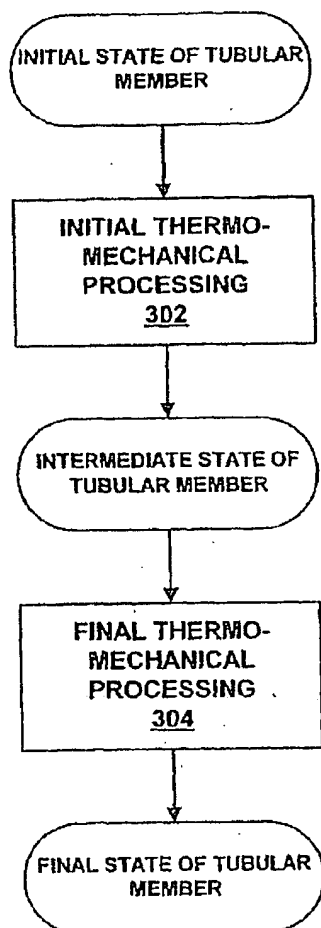 INITIAL STATE OF TUBULAR
MEMBER
INITIAL THERMO-
MECHANICAL
PROCESSING
302
INTERMEDIATE STATE OF
TUBULAR MEMBER
FINAL THERMO-
MECHANICAL
PROCESSING
304
FINAL STATE OF TUBULAR
MEMBER